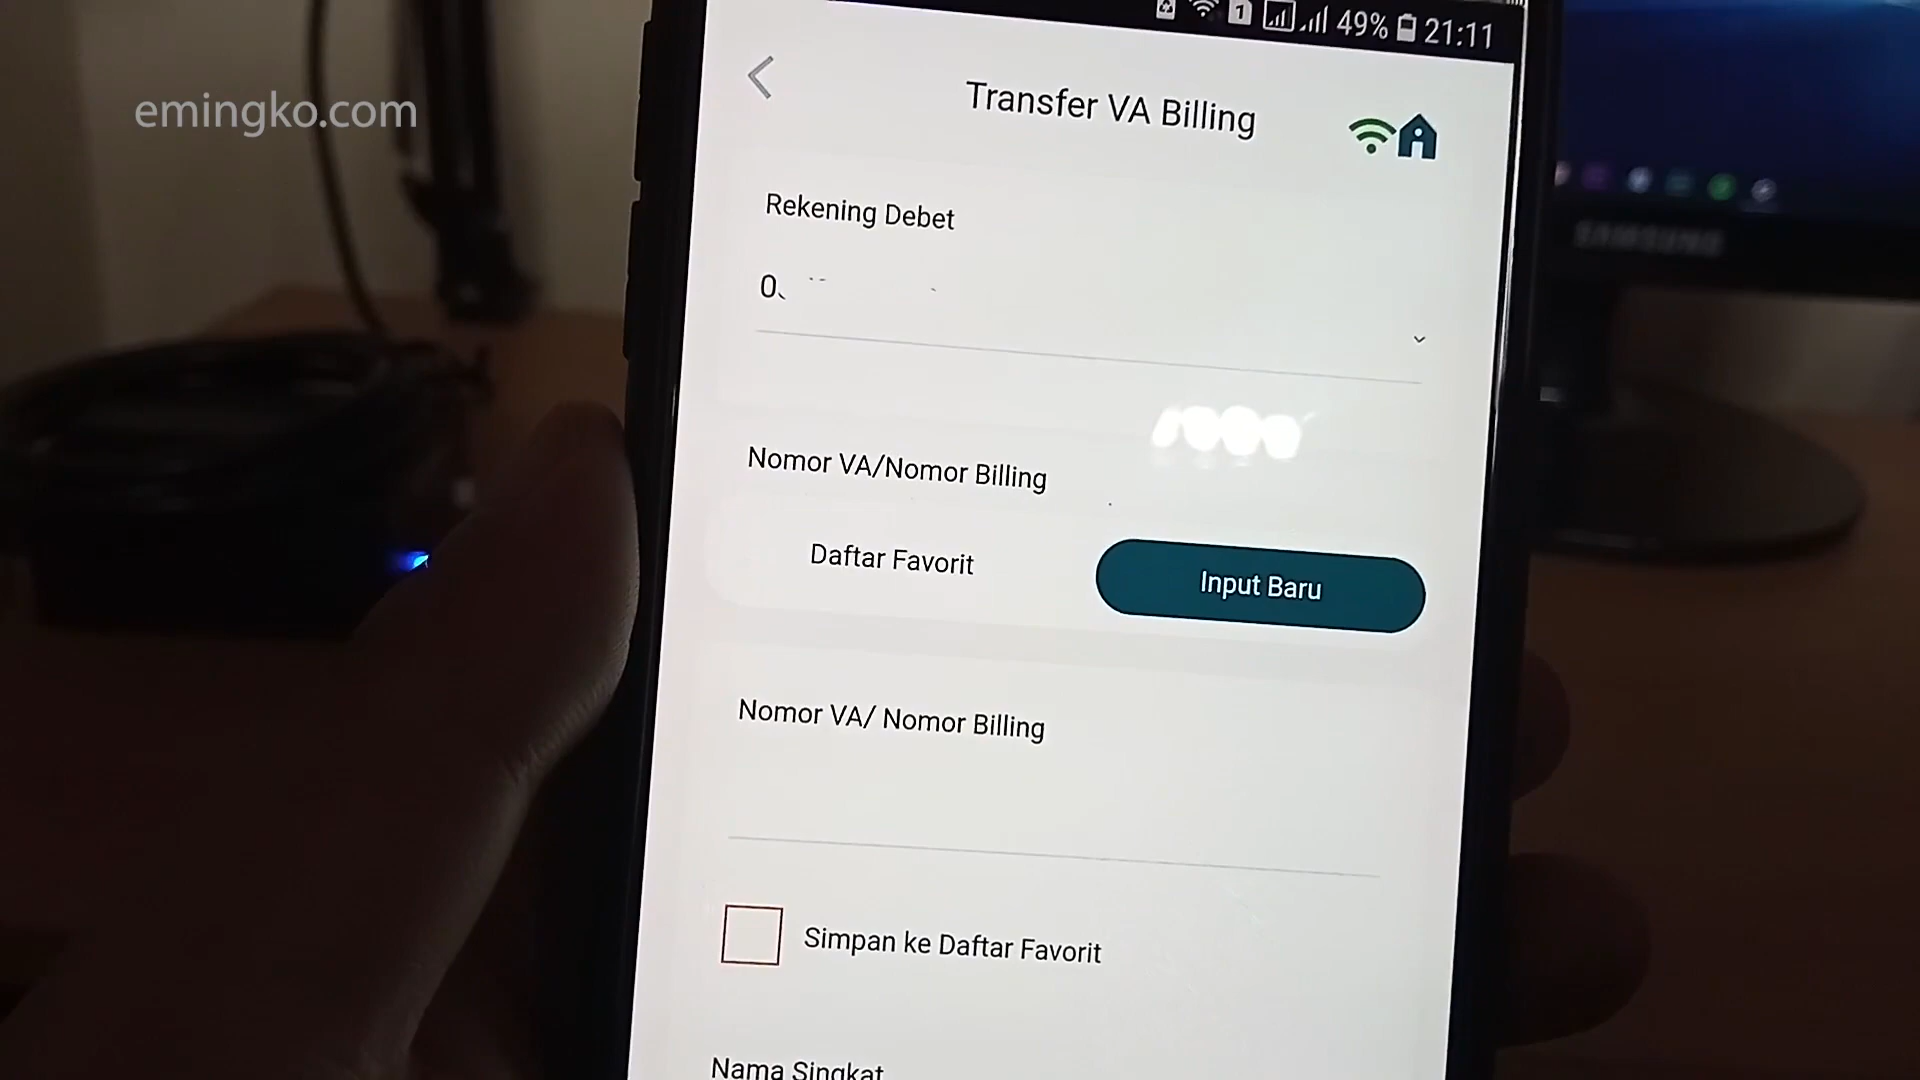 emingko.com
49% 21:11
Transfer VA Billing
Rekening Debet
Nomor VA/Nomor Billing
Daftar Favorit
Input Baru
Nomor VA/ Nomor Billing
Simpan ke Daftar Favorit
Nama Singkat
SAMSUNG